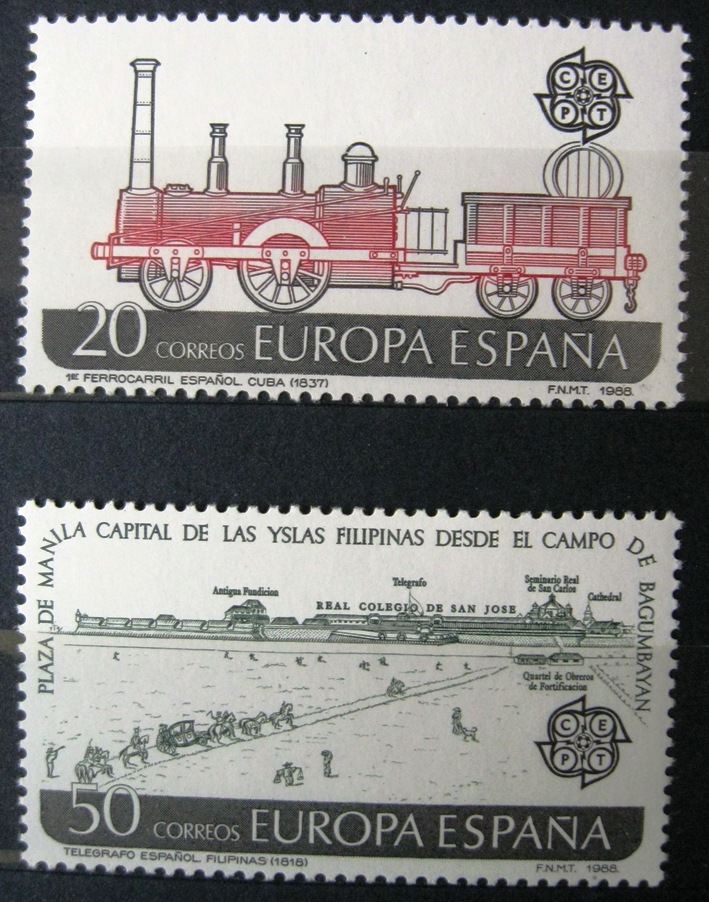 C E
P T
20 CORREOS EUROPA ESPAÑA
1ER FERROCARRIL ESPAÑOL. CUBA (1837)
F.N.M.T. 1988.
PLAZA DE MANILA CAPITAL DE LAS YSLAS FILIPINAS DESDE EL CAMPO DE BAGUMBAYAN
Antigua Fundicion
Telegrafo
Seminario Real
de San Carlos
Cathedral
REAL COLEGIO DE SAN JOSE
Quartel de Obreros
de Fortificacion
C E
P T
50 CORREOS EUROPA ESPAÑA
TELEGRAFO ESPAÑOL. FILIPINAS (1818)
F.N.M.T. 1988.